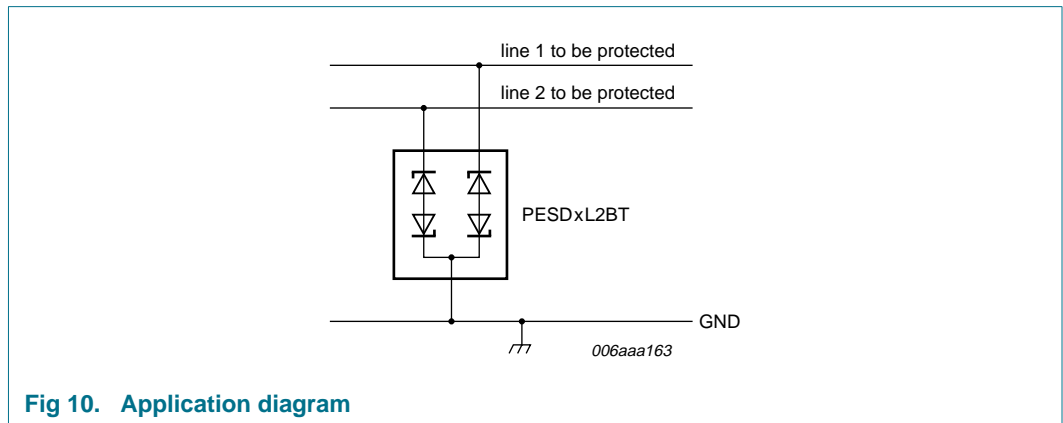 line 1 to be protected
line 2 to be protected
PESDxL2BT
GND
006aaa163
Fig 10. Application diagram